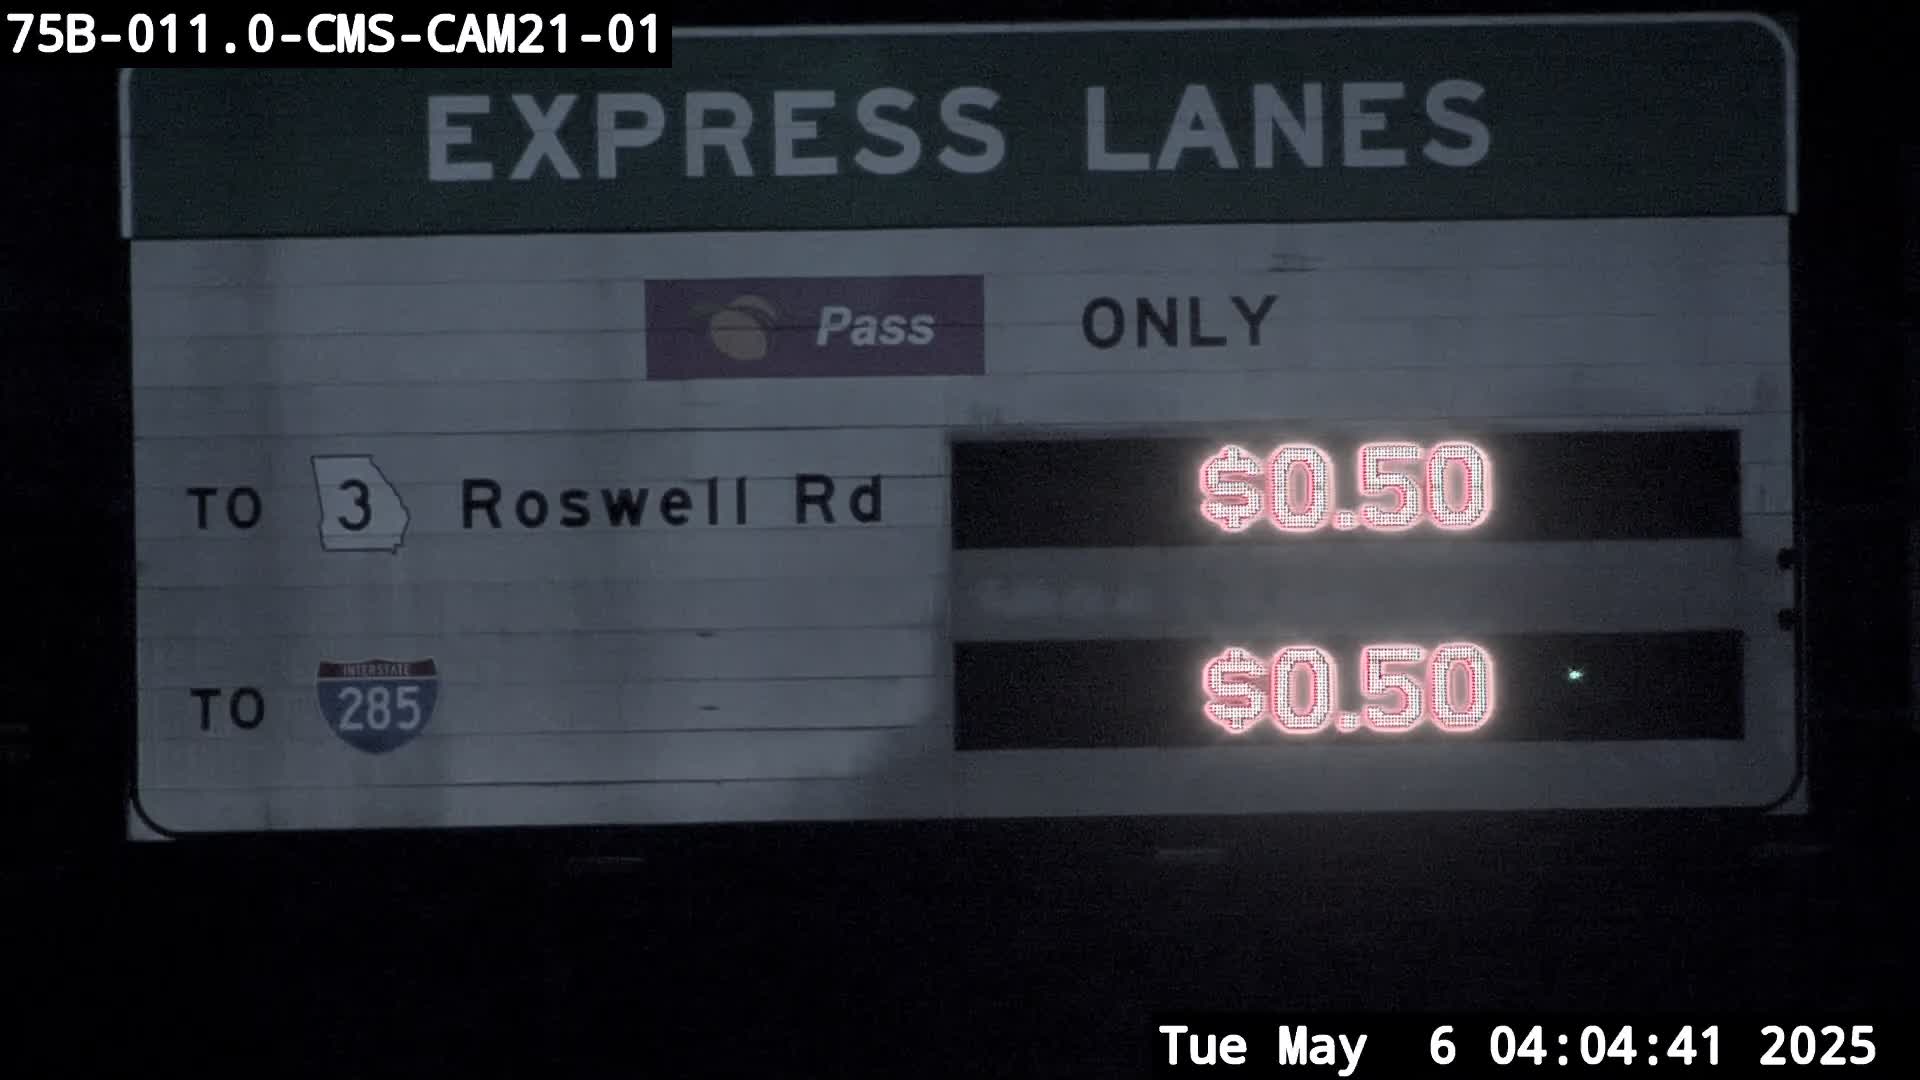 75B-011.0-CMS-CAM21-01
EXPRESS LANES
Pass ONLY
TO 3 Roswell Rd $0.50
INTERSTATE
TO 285 $0.50
Tue May 6 04:04:41 2025